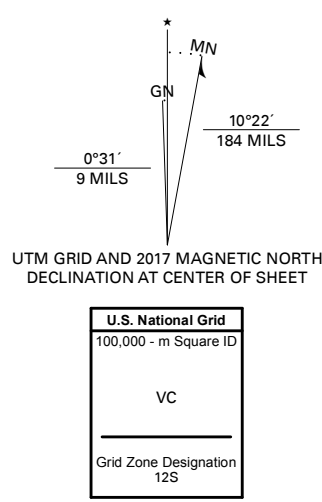 ★
MN
GN
10°22´
184 MILS
0°31´
9 MILS
UTM GRID AND 2017 MAGNETIC NORTH
DECLINATION AT CENTER OF SHEET
U.S. National Grid
100,000 - m Square ID
VC
Grid Zone Designation
12S